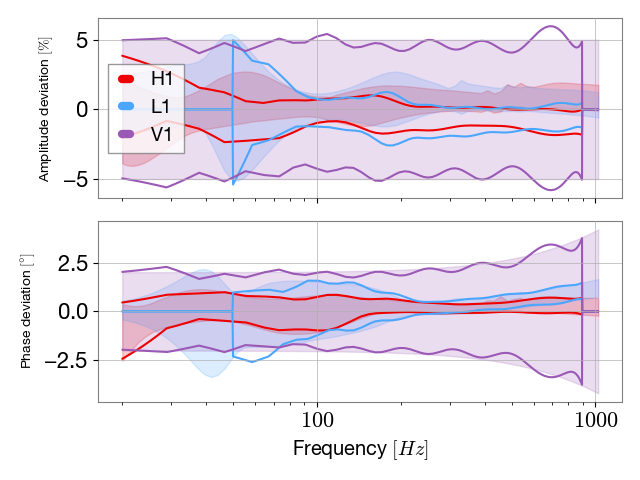 Amplitude deviation [%]
5
0
−5
H1
L1
V1
Phase deviation [°]
2.5
0.0
−2.5
100
1000
Frequency [Hz]